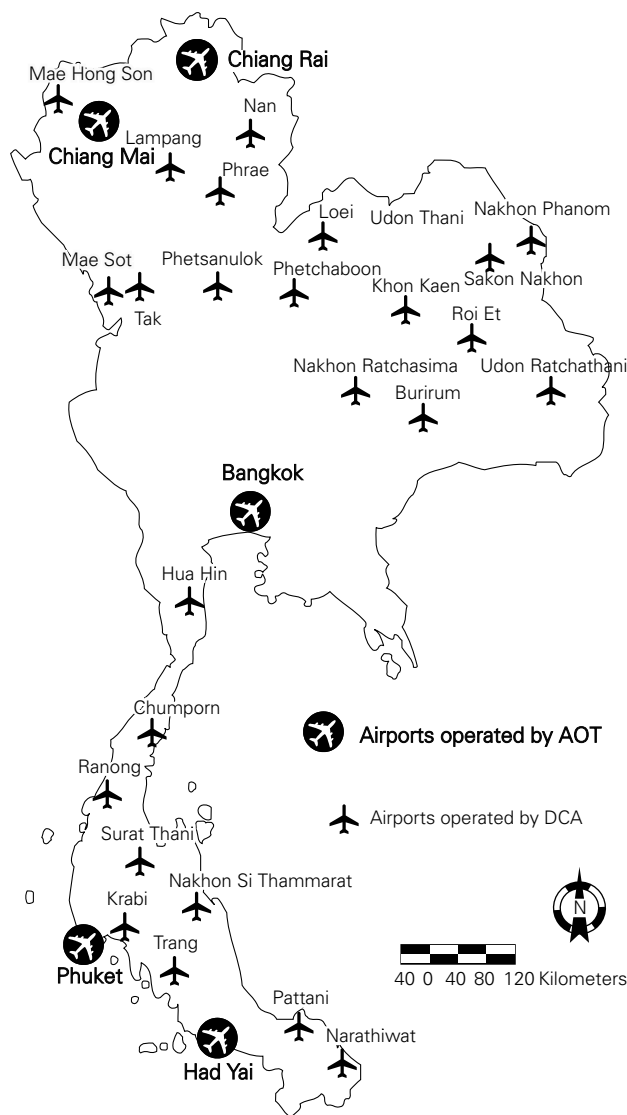 Chiang Rai
Mae Hong Son
Nan
Lampang
Chiang Mai
Phrae
Loei
Udon Thani
Nakhon Phanom
Mae Sot
Phetsanulok
Phetchaboon
Khon Kaen
Sakon Nakhon
Tak
Roi Et
Nakhon Ratchasima
Udon Ratchathani
Burirum
Bangkok
Hua Hin
Chumporn
Airports operated by AOT
Ranong
Airports operated by DCA
Surat Thani
Nakhon Si Thammarat
Krabi
N
Trang
Phuket
40 0 40 80 120 Kilometers
Pattani
Narathiwat
Had Yai